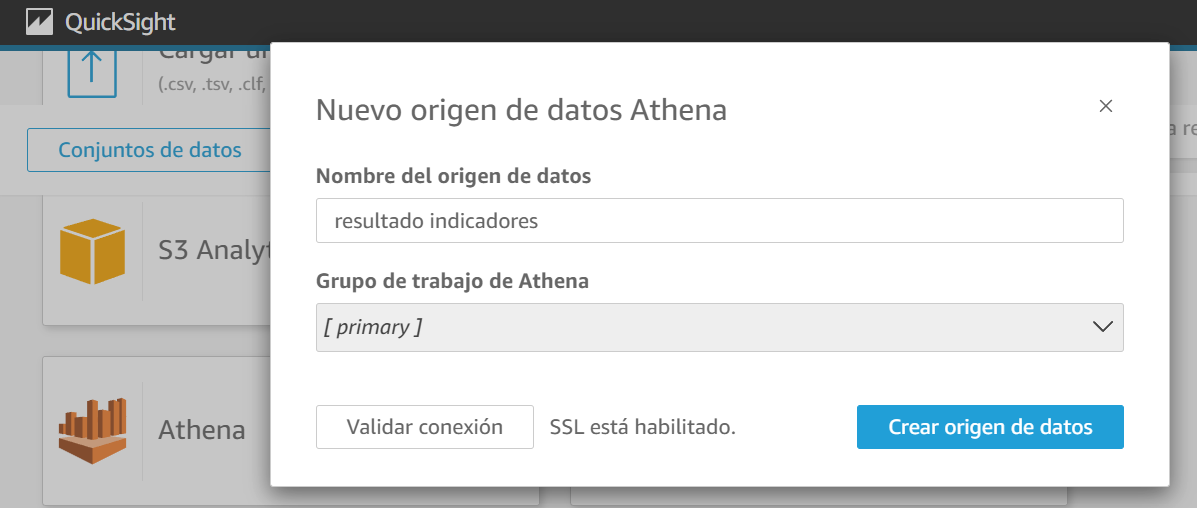 QuickSight
Cargar un
(.csv, .tsv, .clf,
Conjuntos de datos
S3 Analyt
Athena
Nuevo origen de datos Athena
Nombre del origen de datos
resultado indicadores
Grupo de trabajo de Athena
[ primary ]
Validar conexión
SSL está habilitado.
Crear origen de datos
a re